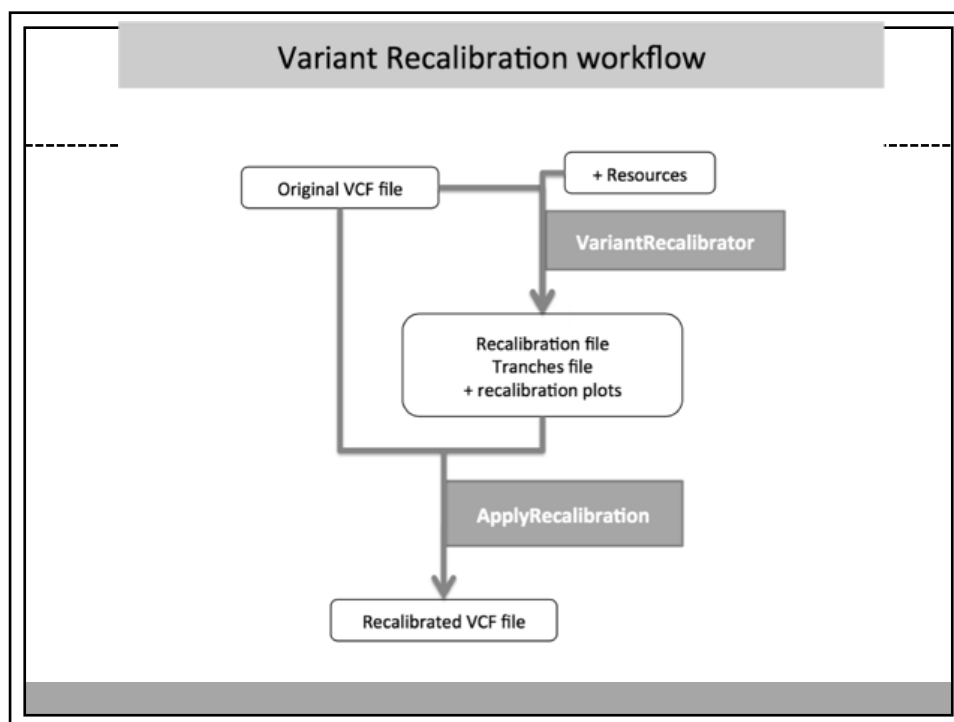 Variant Recalibration workflow
Original VCF file
+ Resources
VariantRecalibrator
Recalibration file
Tranches file
+ recalibration plots
ApplyRecalibration
Recalibrated VCF file